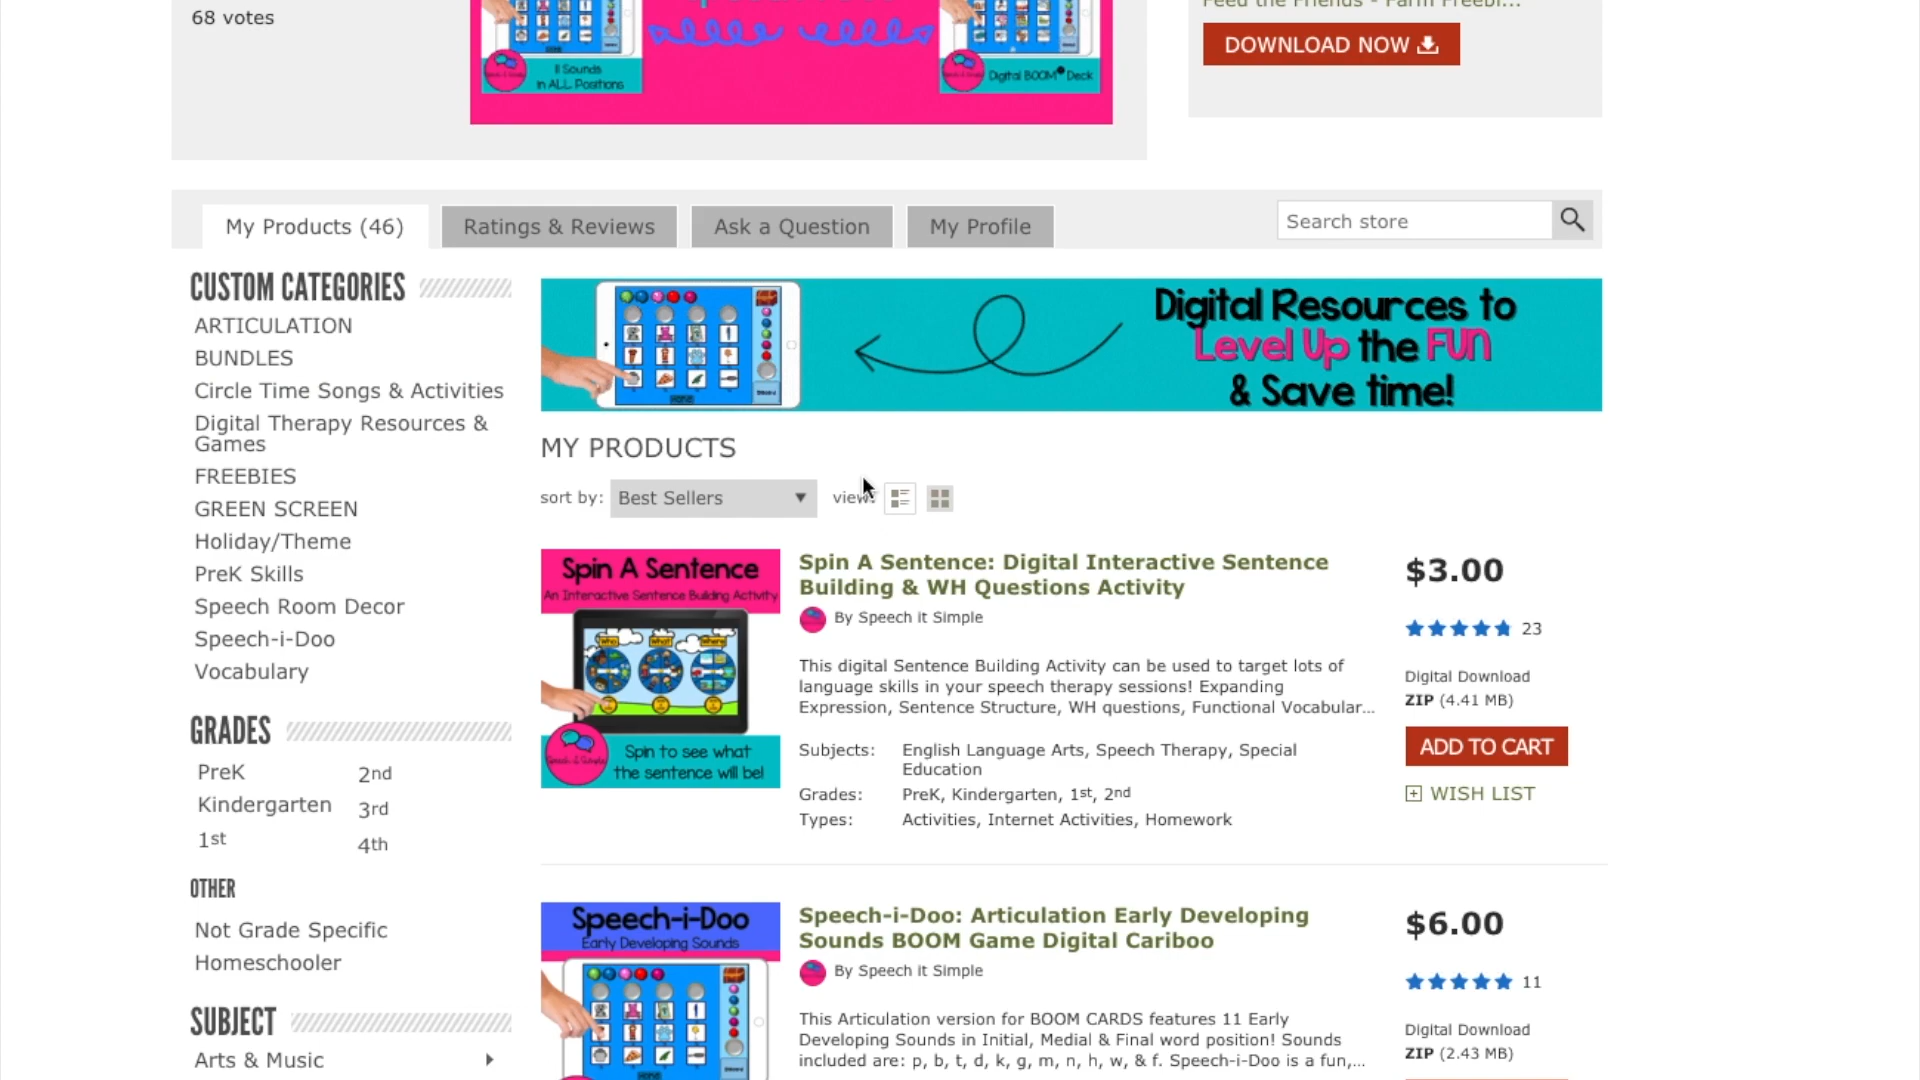 68 votes
11 Sounds
in ALL Positions
Digital BOOM Deck
DOWNLOAD NOW
My Products (46)
Ratings & Reviews
Ask a Question
My Profile
Search store
CUSTOM CATEGORIES
ARTICULATION
BUNDLES
Circle Time Songs & Activities
Digital Therapy Resources &
Games
FREEBIES
GREEN SCREEN
Holiday/Theme
PreK Skills
Speech Room Decor
Speech-i-Doo
Vocabulary
GRADES
PreK
2nd
Kindergarten
3rd
1st
4th
OTHER
Not Grade Specific
Homeschooler
SUBJECT
Arts & Music
Digital Resources to
Level Up the FUN
& Save time!
MY PRODUCTS
sort by:
Best Sellers
view:
Spin A Sentence
An Interactive Sentence Building Activity
Who
What
Where
Spin to see what
the sentence will be!
Spin A Sentence: Digital Interactive Sentence
Building & WH Questions Activity
By Speech it Simple
This digital Sentence Building Activity can be used to target lots of
language skills in your speech therapy sessions! Expanding
Expression, Sentence Structure, WH questions, Functional Vocabular...
Subjects: English Language Arts, Speech Therapy, Special
Education
Grades: PreK, Kindergarten, 1st, 2nd
Types: Activities, Internet Activities, Homework
$3.00
23
Digital Download
ZIP (4.41 MB)
ADD TO CART
WISH LIST
Speech-i-Doo
Early Developing Sounds
Speech-i-Doo: Articulation Early Developing
Sounds BOOM Game Digital Cariboo
By Speech it Simple
This Articulation version for BOOM CARDS features 11 Early
Developing Sounds in Initial, Medial & Final word position! Sounds
included are: p, b, t, d, k, g, m, n, h, w, & f. Speech-i-Doo is a fun,...
$6.00
11
Digital Download
ZIP (2.43 MB)